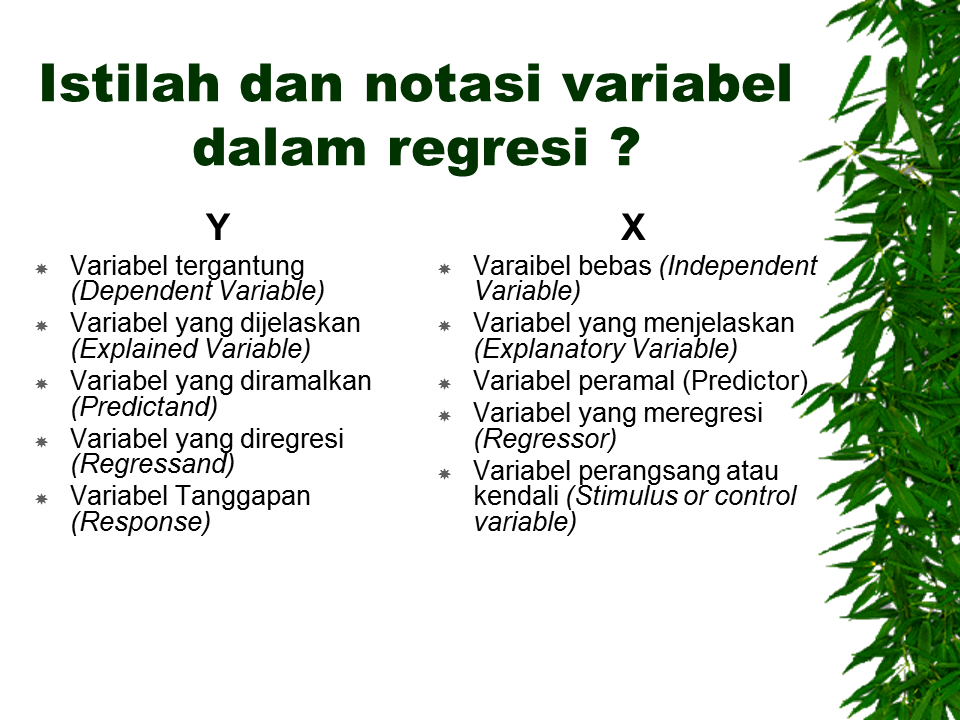 Istilah dan notasi variabel
dalam regresi ?
Y
Variabel tergantung
(Dependent Variable)
Variabel yang dijelaskan
(Explained Variable)
Variabel yang diramalkan
(Predictand)
Variabel yang diregresi
(Regressand)
Variabel Tanggapan
(Response)
X
Varaibel bebas (Independent
Variable)
Variabel yang menjelaskan
(Explanatory Variable)
Variabel peramal (Predictor)
Variabel yang meregresi
(Regressor)
Variabel perangsang atau
kendali (Stimulus or control
variable)